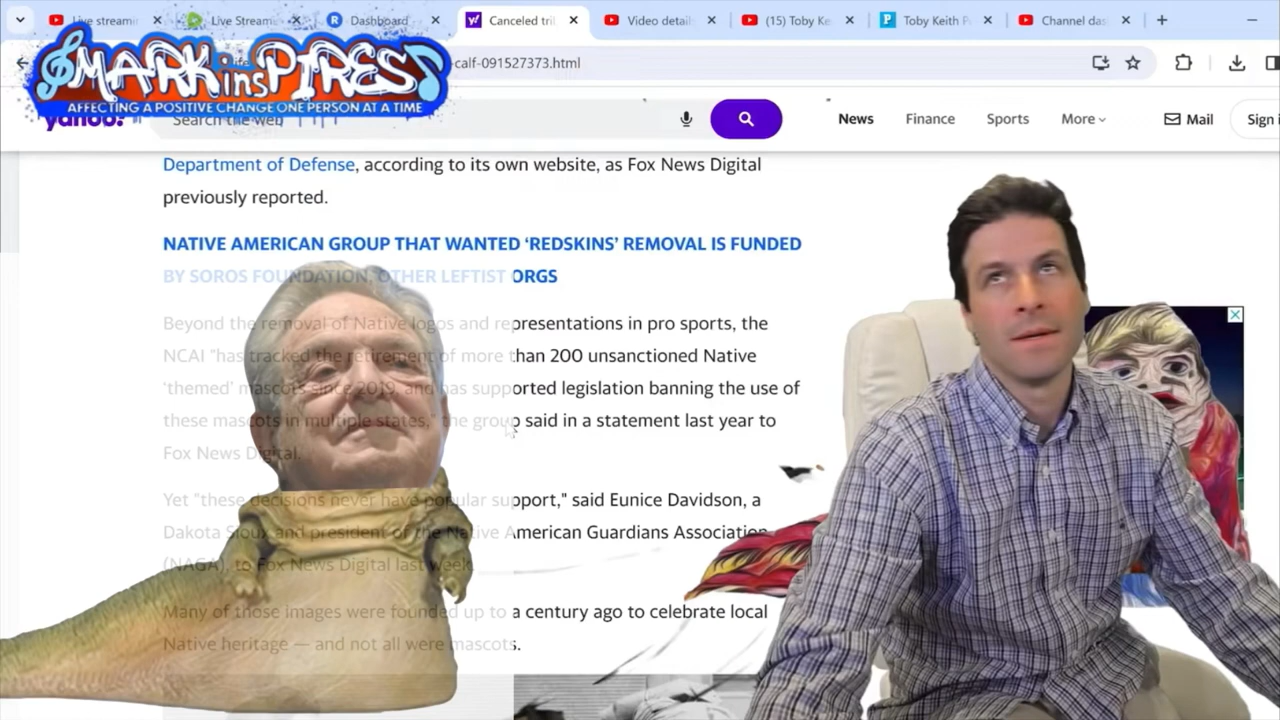 Live streamin
Live Stream
Dashboard
Canceled tri
Video detail
(15) Toby Ke
Toby Keith P
Channel das
-calf-091527373.html
MARKinsPIRES
AFFECTING A POSITIVE CHANGE ONE PERSON AT A TIME
yahoo!
Search the web
News
Finance
Sports
More
Mail
Sign i
Department of Defense, according to its own website, as Fox News Digital
previously reported.
NATIVE AMERICAN GROUP THAT WANTED ‘REDSKINS’ REMOVAL IS FUNDED
BY SOROS FOUNDATION, OTHER LEFTIST ORGS
Beyond the removal of Native logos and representations in pro sports, the
NCAI "has tracked the retirement of more than 200 unsanctioned Native
‘themed’ mascots since 2019, and has supported legislation banning the use of
these mascots in multiple states," the group said in a statement last year to
Fox News Digital.
Yet "these decisions never have popular support," said Eunice Davidson, a
Dakota Sioux and president of the Native American Guardians Association
(NAGA), to Fox News Digital last week.
Many of those images were founded up to a century ago to celebrate local
Native heritage — and not all were mascots.